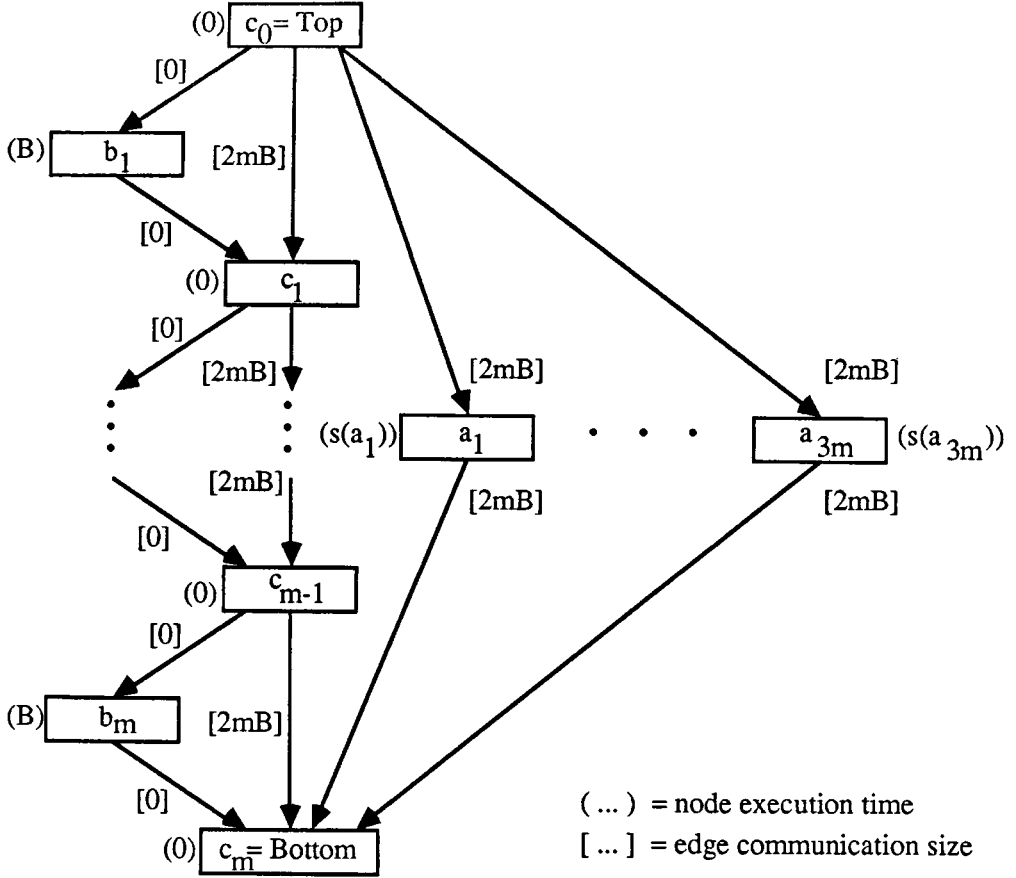 (0) c0 = Top
[0]
(B) b1
[2mB]
[0]
(0) c1
[0]
[2mB] [2mB] [2mB]
(s(a1)) a1 . . . a3m (s(a3m))
[2mB] [2mB] [2mB]
[0]
(0) cm-1
[0]
(B) bm [2mB]
[0]
(...) = node execution time
(0) cm = Bottom
[...] = edge communication size